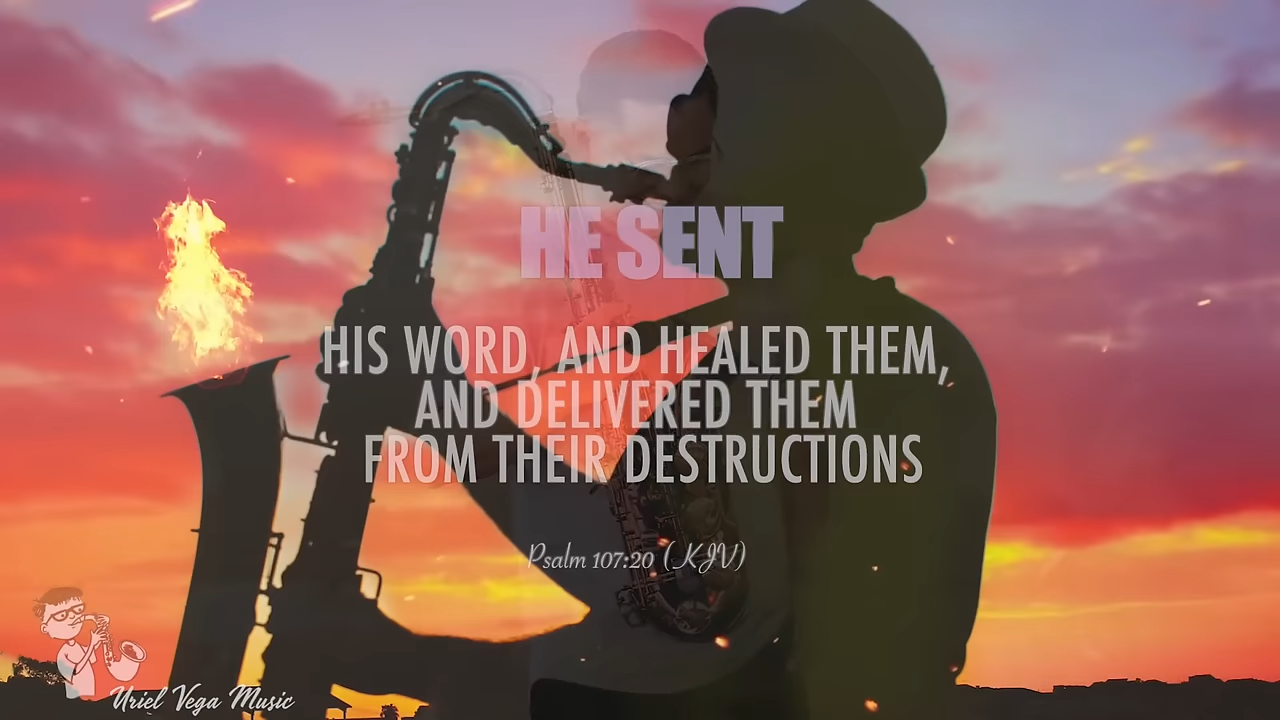 HE SENT
HIS WORD, AND HEALED THEM,
AND DELIVERED THEM
FROM THEIR DESTRUCTIONS
Psalm 107:20 (KJV)
Uriel Vega Music